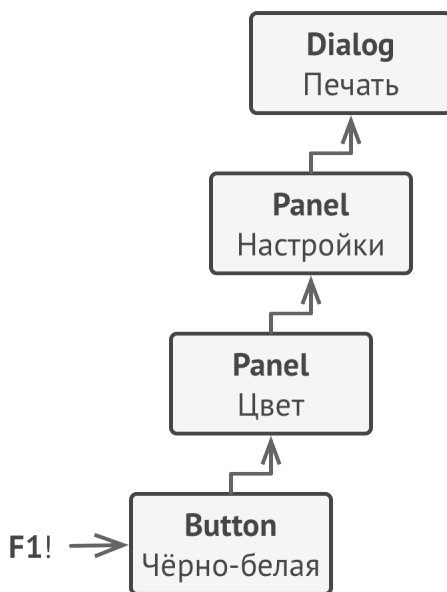 Dialog
Печать
Panel
Настройки
Panel
Цвет
Button
Чёрно-белая
F1!